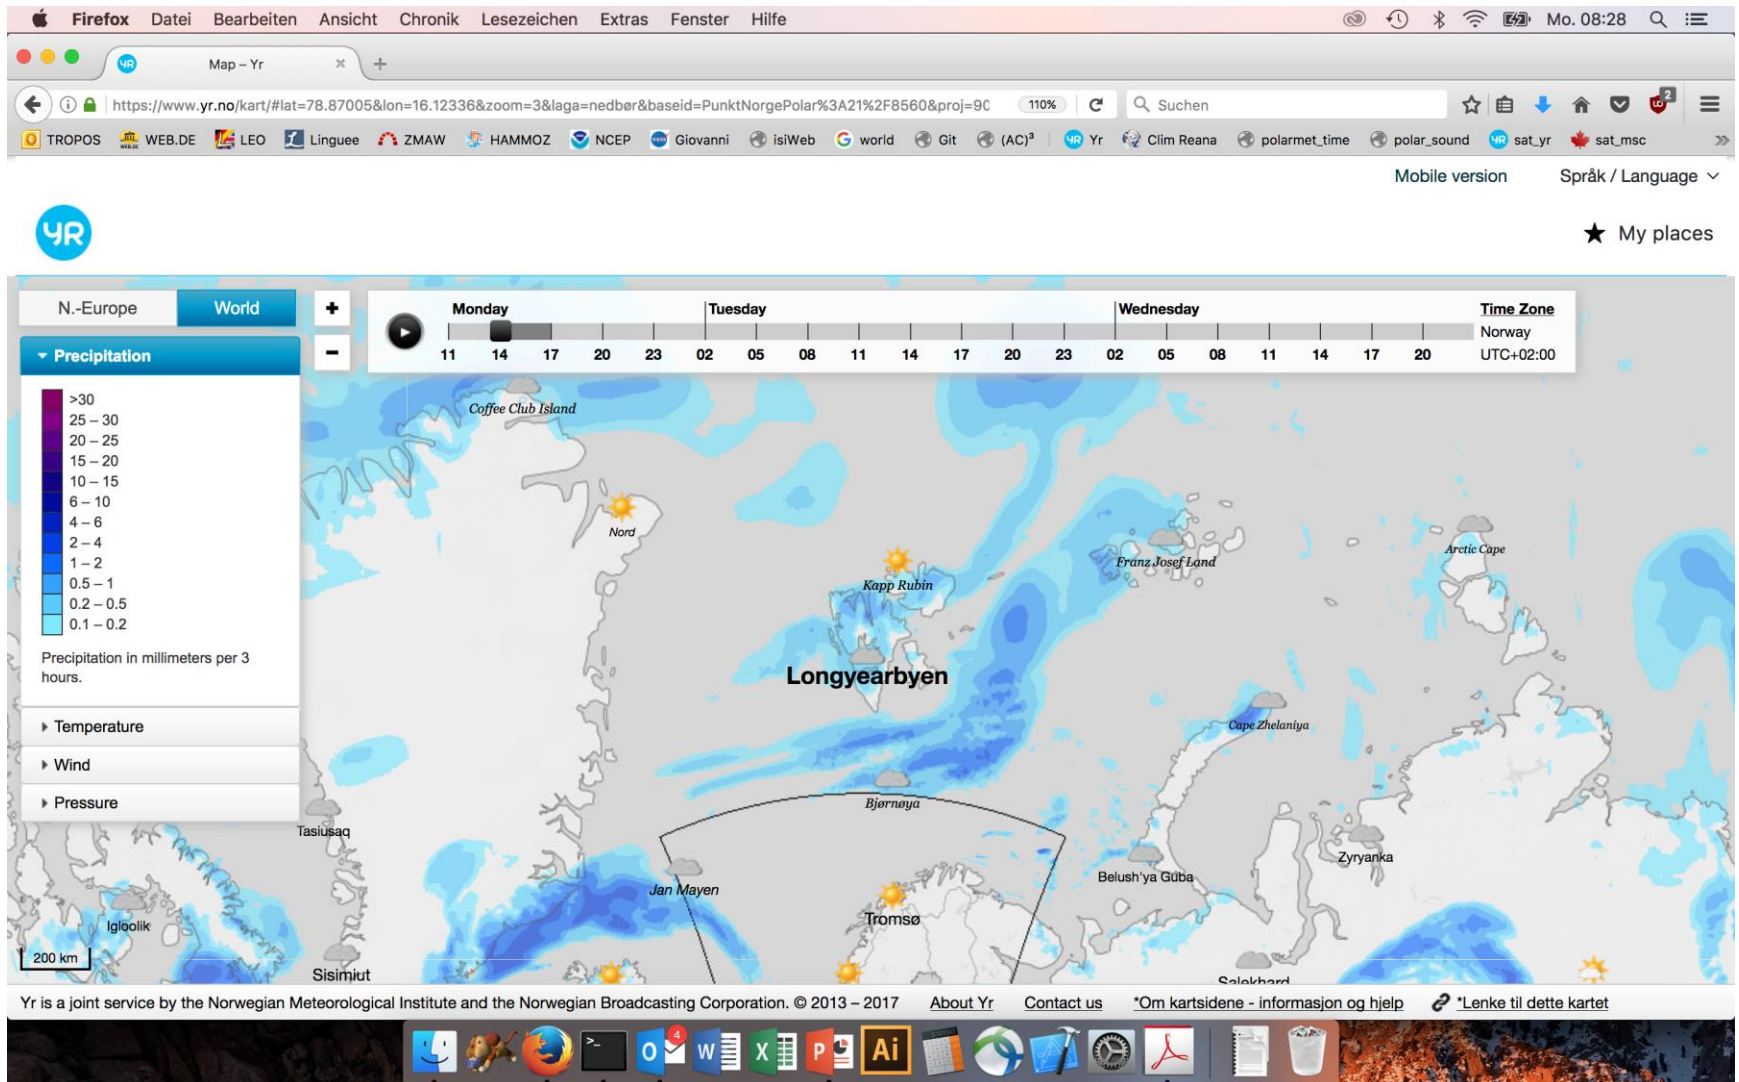 Firefox Datei Bearbeiten Ansicht Chronik Lesezeichen Extras Fenster Hilfe Mo. 08:28
YR Map – Yr × +
https://www.yr.no/kart/#lat=78.87005&lon=16.12336&zoom=3&laga=nedbør&baseid=PunktNorgePolar%3A21%2F8560&proj=90 110% Suchen 2
TROPOS WEB.DE LEO Linguee ZMAW HAMMOZ NCEP Giovanni isiWeb world Git (AC)³ Yr Clim Reana polarmet_time polar_sound sat_yr sat_msc »
Mobile version Språk / Language
YR My places
N.-Europe World + Monday Tuesday Wednesday Time Zone
Norway
Precipitation − 11 14 17 20 23 02 05 08 11 14 17 20 23 02 05 08 11 14 17 20 UTC+02:00
>30
25 – 30
20 – 25
15 – 20
10 – 15
6 – 10
4 – 6
2 – 4
1 – 2
0.5 – 1
0.2 – 0.5
0.1 – 0.2
Precipitation in millimeters per 3
hours.
Temperature
Wind
Pressure
Coffee Club Island
Nord
Arctic Cape
Franz Josef Land
Kapp Rubin
Longyearbyen
Cape Zhelaniya
Bjørnøya
Tasiusaq
Zyryanka
Belush'ya Guba
Jan Mayen
Tromsø
Igloolik
200 km
Sisimiut
Salekhard
Yr is a joint service by the Norwegian Meteorological Institute and the Norwegian Broadcasting Corporation. © 2013 – 2017 About Yr Contact us *Om kartsidene - informasjon og hjelp *Lenke til dette kartet
4
Ai